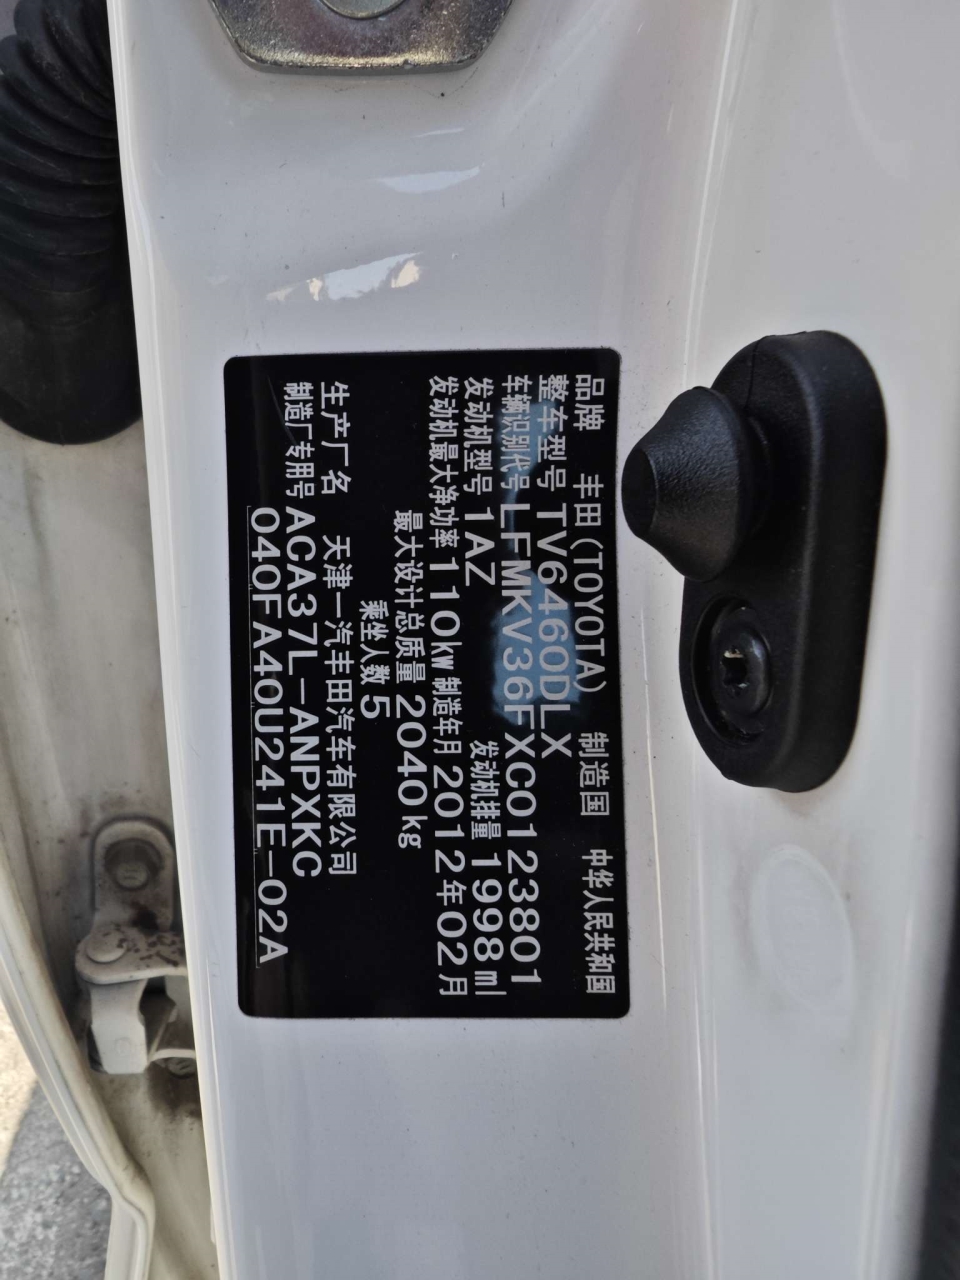 品牌 丰田(TOYOTA) 制造国 中华人民共和国
整车型号 TV6460DLX
车辆识别代号 LFMKV36FXC0123801
发动机型号 1AZ 发动机排量 1998ml
发动机最大净功率 110kW 制造年月 2012年02月
最大设计总质量 2040kg
乘坐人数 5
生产厂名 天津一汽丰田汽车有限公司
制造厂专用号 ACA37L-ANPXKC
040FA40U241E-02A